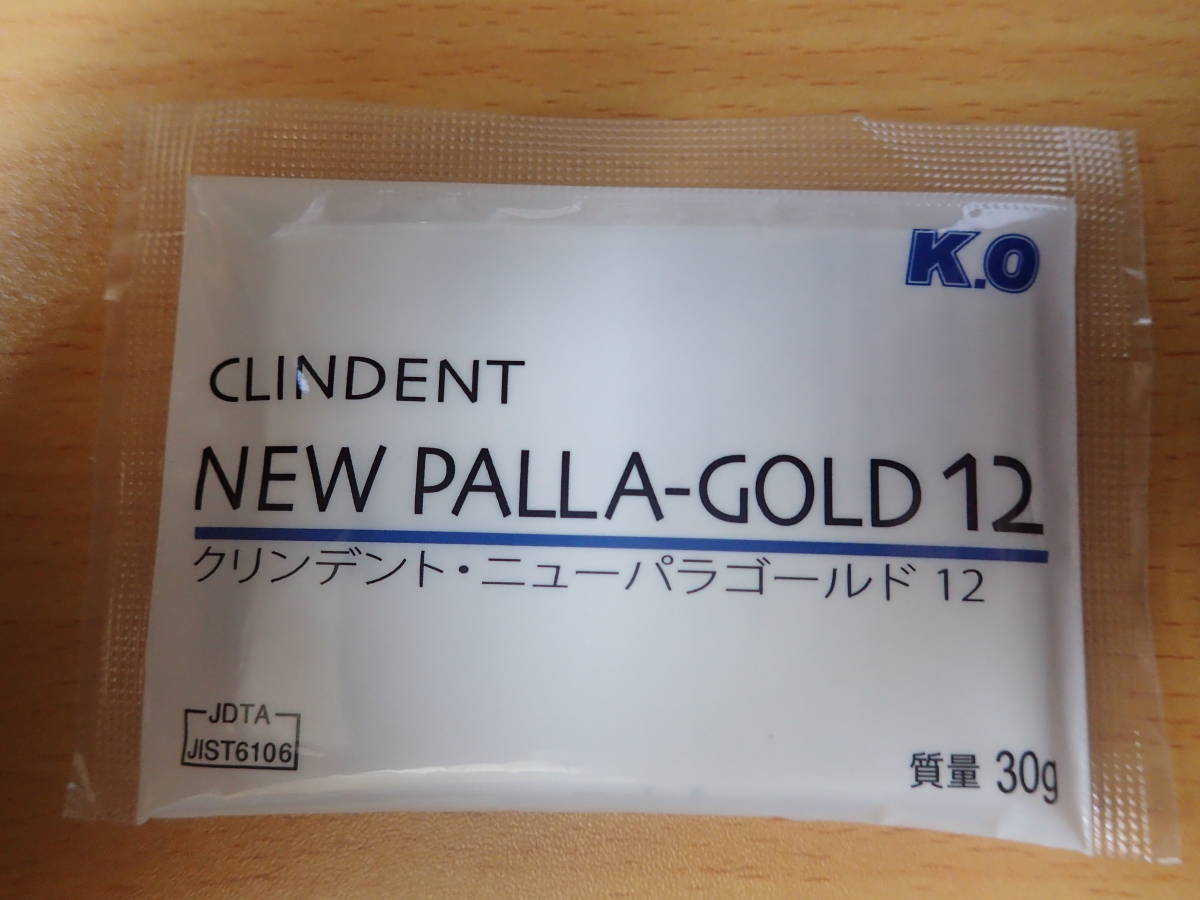 K.O
CLINDENT
NEW PALLA-GOLD 12
クリンデント・ニューパラゴールド 12
JDTA
JIST6106
質量 30g